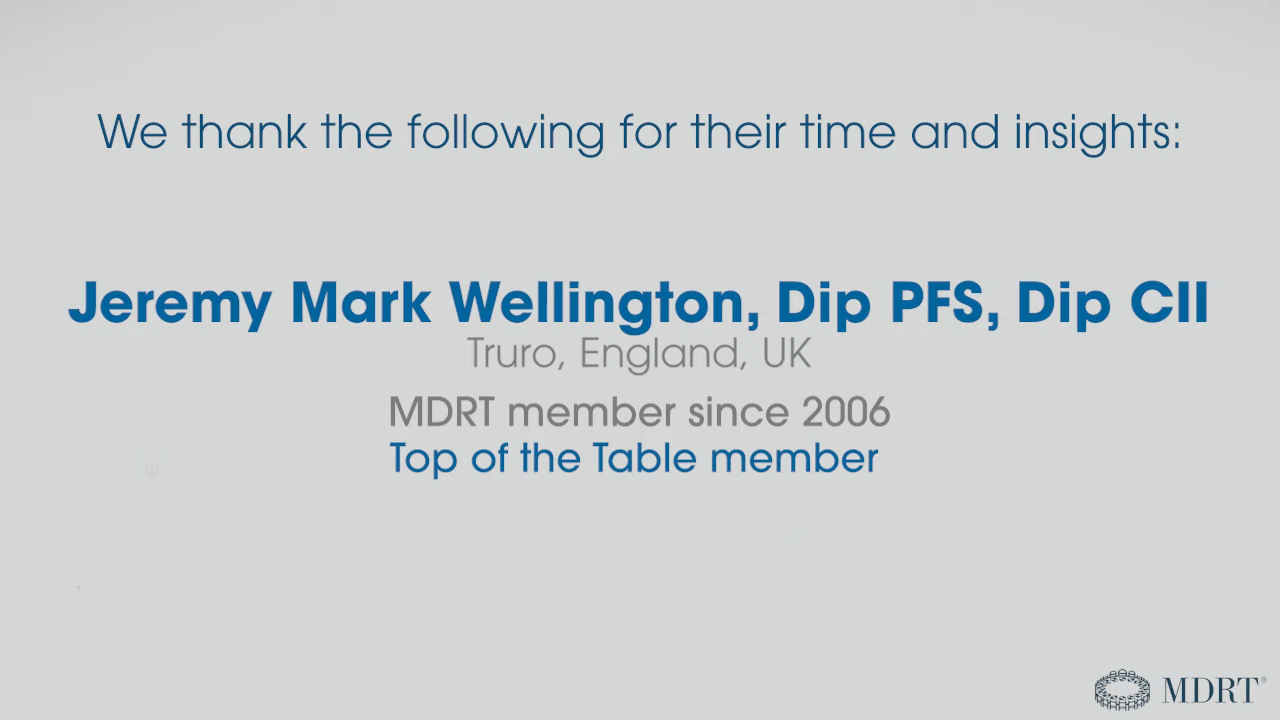 We thank the following for their time and insights:
Jeremy Mark Wellington, Dip PFS, Dip CII
Truro, England, UK
MDRT member since 2006
Top of the Table member
MDRT®